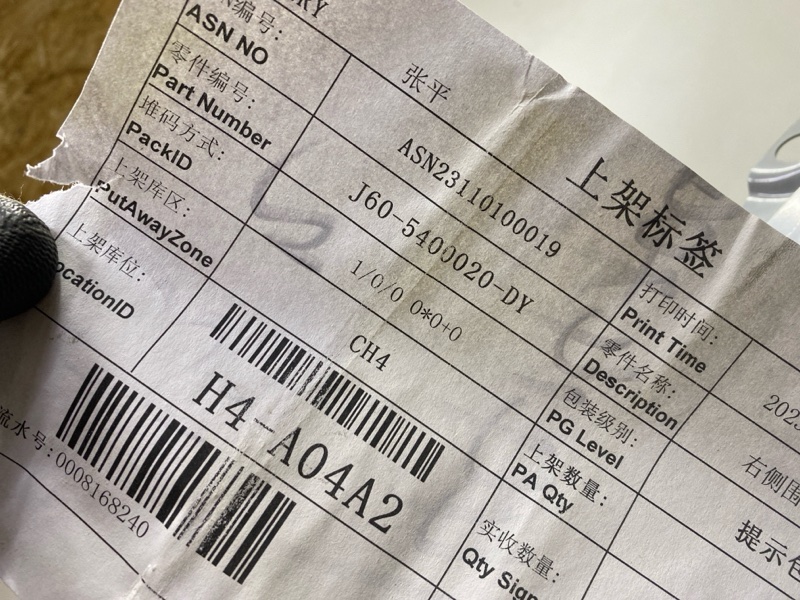 RY
张平
上架标签
编号:
ASN NO
ASN23110100019
打印时间:
Print Time
2023
零件编号:
Part Number
J60-5400020-DY
零件名称:
Description
右侧围
堆码方式:
PackID
1/0/0 0*0+0
包装级别:
PG Level
提示
上架库区:
PutAwayZone
CH4
上架数量:
PA Qty
上架库位:
ocationID
H4-A04A2
实收数量:
Qty Sign
流水号:0008168240